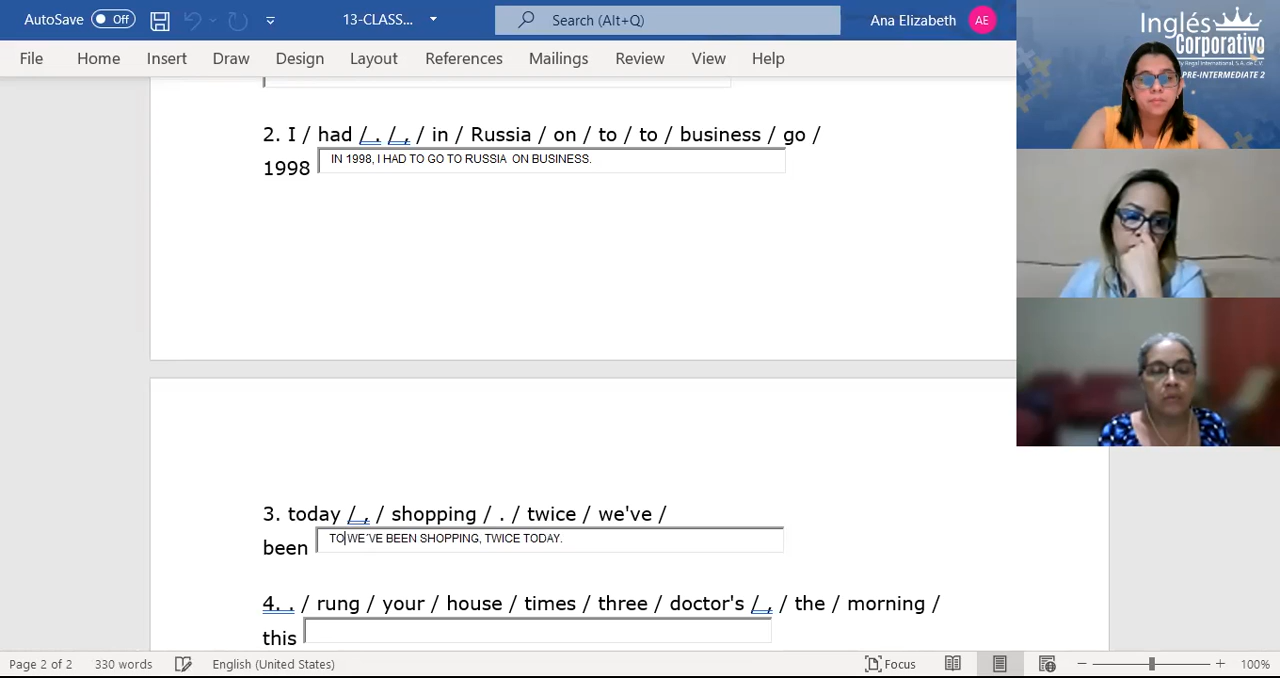 AutoSave Off 13-CLASS... Search (Alt+Q) Ana Elizabeth AE
File Home Insert Draw Design Layout References Mailings Review View Help
Inglés
Corporativo
By Regal International, S.A. de C.V.
PRE-INTERMEDIATE 2
2. I / had / . / , / in / Russia / on / to / to / business / go /
1998 IN 1998, I HAD TO GO TO RUSSIA ON BUSINESS.
3. today / , / shopping / . / twice / we've /
been TO WE´VE BEEN SHOPPING, TWICE TODAY.
4. . / rung / your / house / times / three / doctor's / , / the / morning /
this
Page 2 of 2 330 words English (United States) Focus 100%